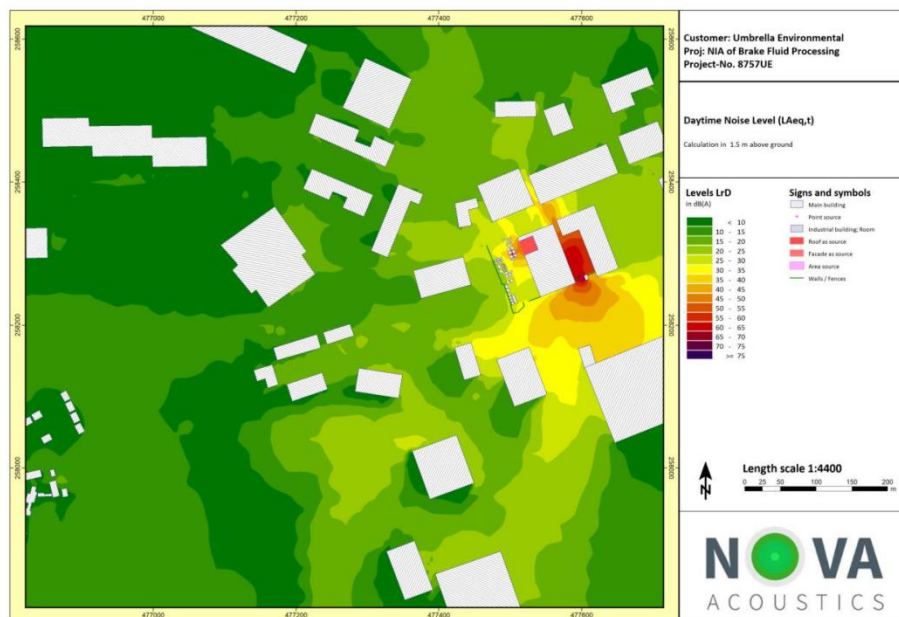 477000 477200 477400 477600
258600 258600
258400 258400
258200 258200
258000 258000
477000 477200 477400 477600
Customer: Umbrella Environmental
Proj: NIA of Brake Fluid Processing
Project-No. 8757UE
Daytime Noise Level (LAeq,t)
Calculation in 1.5 m above ground
Levels LrD
in dB(A)
< 10
10 - 15
15 - 20
20 - 25
25 - 30
30 - 35
35 - 40
40 - 45
45 - 50
50 - 55
55 - 60
60 - 65
65 - 70
70 - 75
>= 75
Signs and symbols
Main building
Point source
Industrial building; Room
Roof as source
Facade as source
Area source
Walls / Fences
N
Length scale 1:4400
0 25 50 100 150 200
m
NOVA
ACOUSTICS